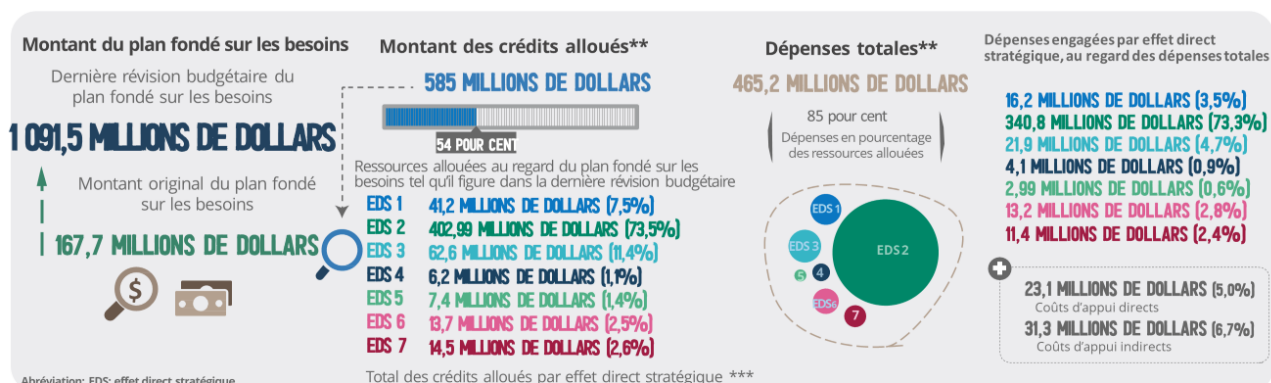 Montant du plan fondé sur les besoins
Dernière révision budgétaire du
plan fondé sur les besoins
1 091,5 MILLIONS DE DOLLARS
Montant original du plan fondé
sur les besoins
167,7 MILLIONS DE DOLLARS
$
Abréviation: EDS: effet direct stratégique
Montant des crédits alloués**
585 MILLIONS DE DOLLARS
54 POUR CENT
Ressources allouées au regard du plan fondé sur les
besoins tel qu'il figure dans la dernière révision budgétaire
EDS 1 41,2 MILLIONS DE DOLLARS (7,5%)
EDS 2 402,99 MILLIONS DE DOLLARS (73,5%)
EDS 3 62,6 MILLIONS DE DOLLARS (11,4%)
EDS 4 6,2 MILLIONS DE DOLLARS (1,1%)
EDS 5 7,4 MILLIONS DE DOLLARS (1,4%)
EDS 6 13,7 MILLIONS DE DOLLARS (2,5%)
EDS 7 14,5 MILLIONS DE DOLLARS (2,6%)
Total des crédits alloués par effet direct stratégique ***
Dépenses totales**
465,2 MILLIONS DE DOLLARS
85 pour cent
Dépenses en pourcentage
des ressources allouées
EDS 1
EDS 2
EDS 3
5
4
EDS6
7
Dépenses engagées par effet direct
stratégique, au regard des dépenses totales
16,2 MILLIONS DE DOLLARS (3,5%)
340,8 MILLIONS DE DOLLARS (73,3%)
21,9 MILLIONS DE DOLLARS (4,7%)
4,1 MILLIONS DE DOLLARS (0,9%)
2,99 MILLIONS DE DOLLARS (0,6%)
13,2 MILLIONS DE DOLLARS (2,8%)
11,4 MILLIONS DE DOLLARS (2,4%)
23,1 MILLIONS DE DOLLARS (5,0%)
Coûts d'appui directs
31,3 MILLIONS DE DOLLARS (6,7%)
Coûts d'appui indirects